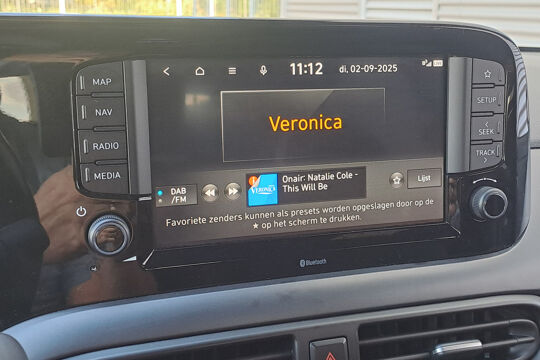 MAP
NAV
RADIO
MEDIA
11:12
di, 02-09-2025
Veronica
DAB
/FM
VERONICA
Onair: Natalie Cole -
This Will Be
Lijst
Favoriete zenders kunnen als presets worden opgeslagen door op de
★ op het scherm te drukken.
SETUP
SEEK
TRACK
Bluetooth